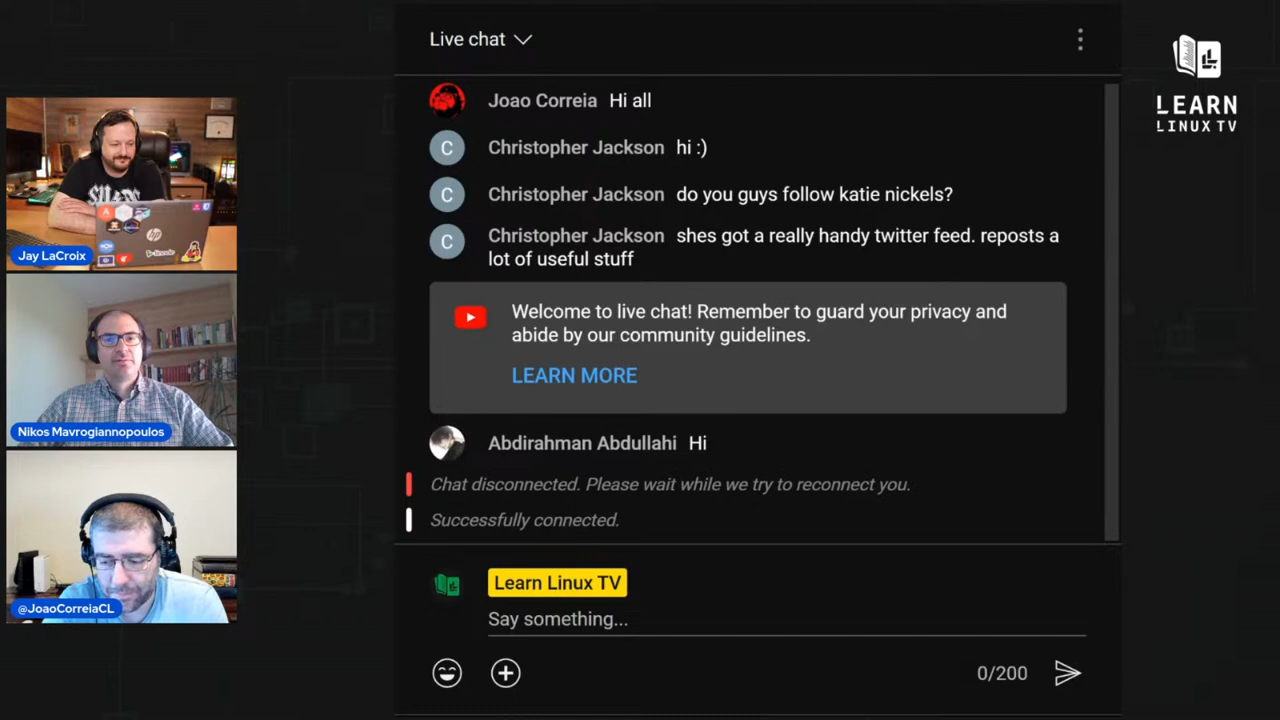 Live chat
LEARN
LINUX TV
Joao Correia Hi all
C Christopher Jackson hi :)
C Christopher Jackson do you guys follow katie nickels?
C Christopher Jackson shes got a really handy twitter feed. reposts a
lot of useful stuff
Welcome to live chat! Remember to guard your privacy and
abide by our community guidelines.
LEARN MORE
Abdirahman Abdullahi Hi
Chat disconnected. Please wait while we try to reconnect you.
Successfully connected.
Learn Linux TV
Say something...
0/200
hp
Jay LaCroix
Nikos Mavrogiannopoulos
@JoaoCorreiaCL